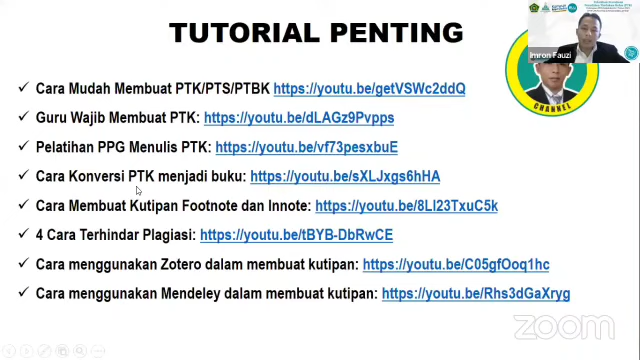 TUTORIAL PENTING
Imron Fauzi
CHANNEL
✓ Cara Mudah Membuat PTK/PTS/PTBK https://youtu.be/getVSWc2ddQ
✓ Guru Wajib Membuat PTK: https://youtu.be/dLAGz9Pvpps
✓ Pelatihan PPG Menulis PTK: https://youtu.be/vf73pesxbuE
✓ Cara Konversi PTK menjadi buku: https://youtu.be/sXLJxgs6hHA
✓ Cara Membuat Kutipan Footnote dan Innote: https://youtu.be/8LI23TxuC5k
✓ 4 Cara Terhindar Plagiasi: https://youtu.be/tBYB-DbRwCE
✓ Cara menggunakan Zotero dalam membuat kutipan: https://youtu.be/C05gfOoq1hc
✓ Cara menggunakan Mendeley dalam membuat kutipan: https://youtu.be/Rhs3dGaXryg
zoom